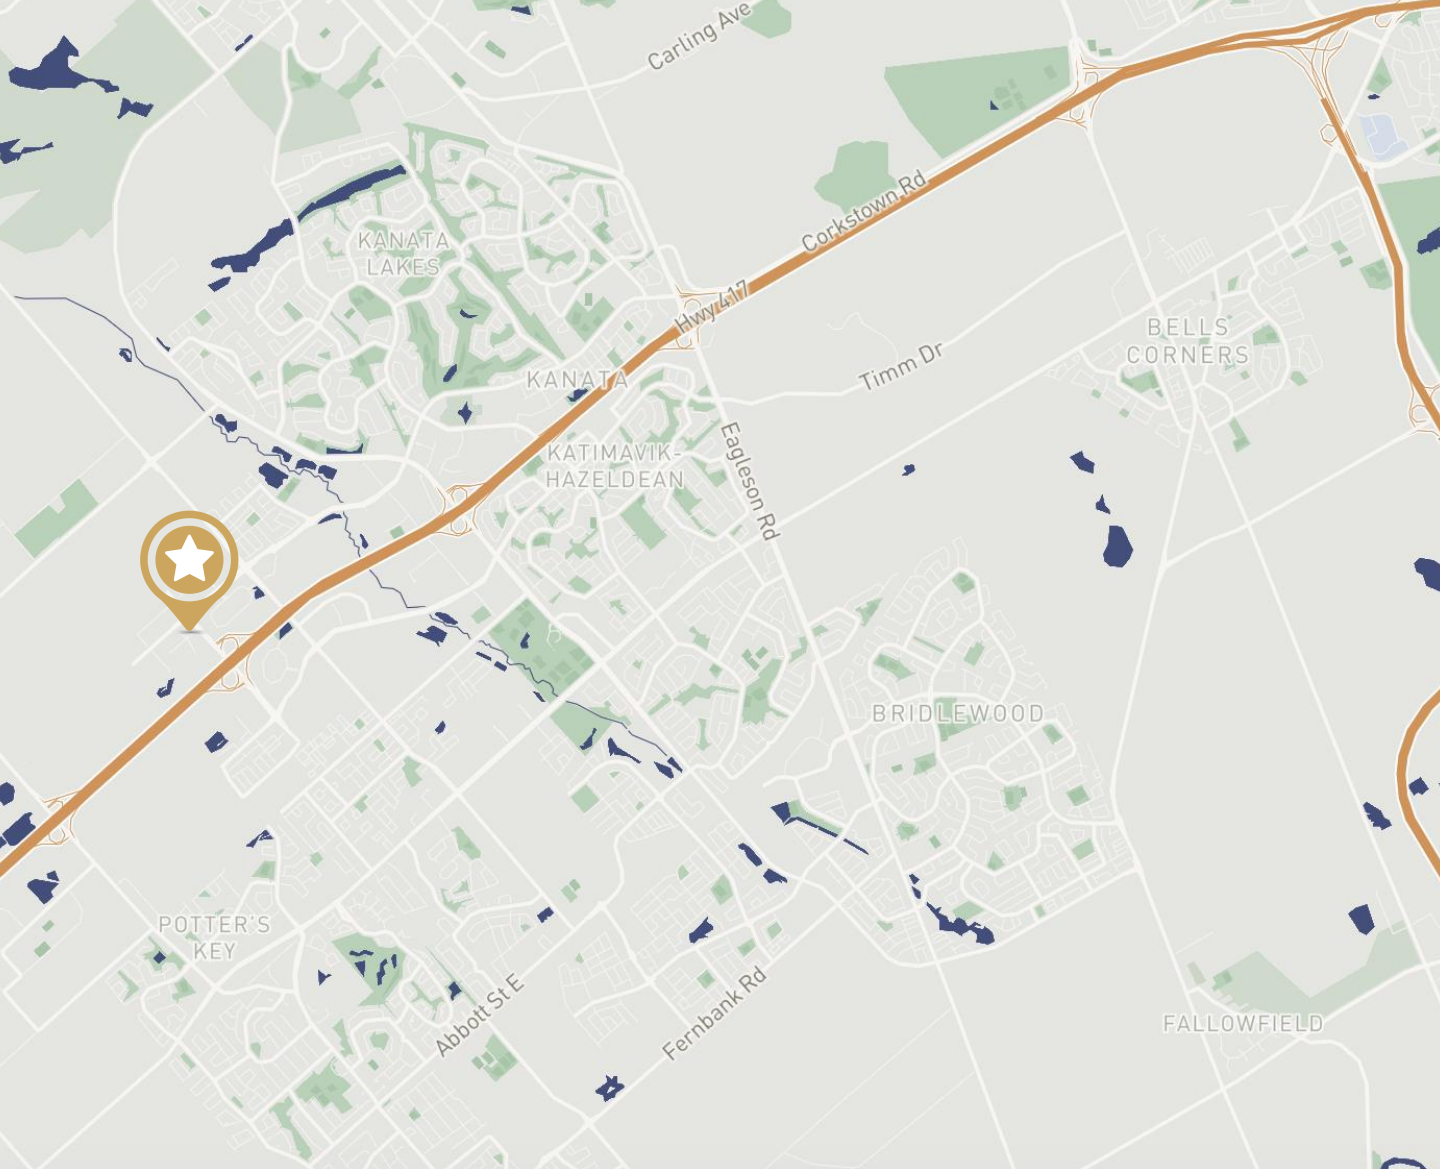 Carling Ave
Corkstown Rd
KANATA
LAKES
Hwy 417
BELLS
CORNERS
Timm Dr
KANATA
KATIMAVIK-
HAZELDEAN
Eagleson Rd
BRIDLEWOOD
POTTER'S
KEY
Abbott St E
Fernbank Rd
FALLOWFIELD